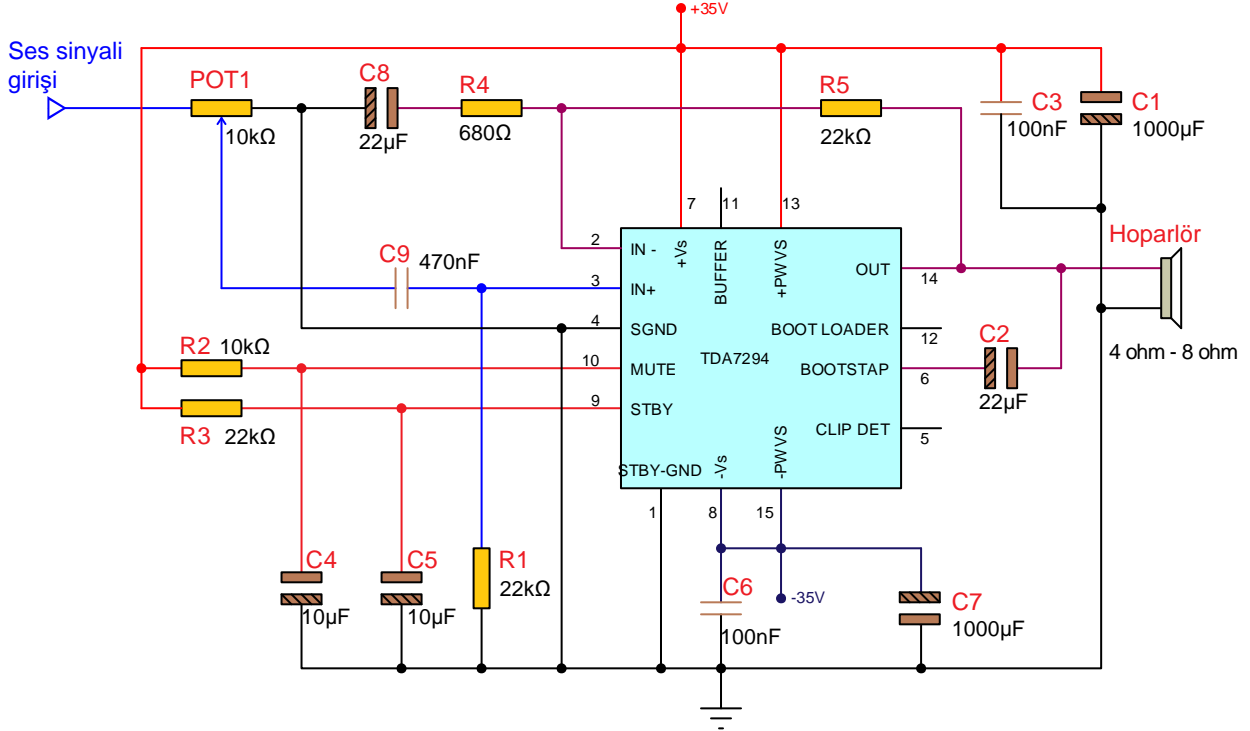 +35V
Ses sinyali
girişi
POT1
10kΩ
C8
22µF
R4
680Ω
R5
22kΩ
C3
100nF
C1
1000µF
7
11
13
2
IN -
+Vs
BUFFER
+PWVS
OUT
14
Hoparlör
C9
470nF
3
IN+
4
SGND
BOOT LOADER
12
4 ohm - 8 ohm
R2
10kΩ
10
MUTE
TDA7294
BOOTSTAP
6
C2
22µF
R3
22kΩ
9
STBY
CLIP DET
5
STBY-GND
-Vs
-PWVS
1
8
15
C4
10µF
C5
10µF
R1
22kΩ
C6
100nF
-35V
C7
1000µF